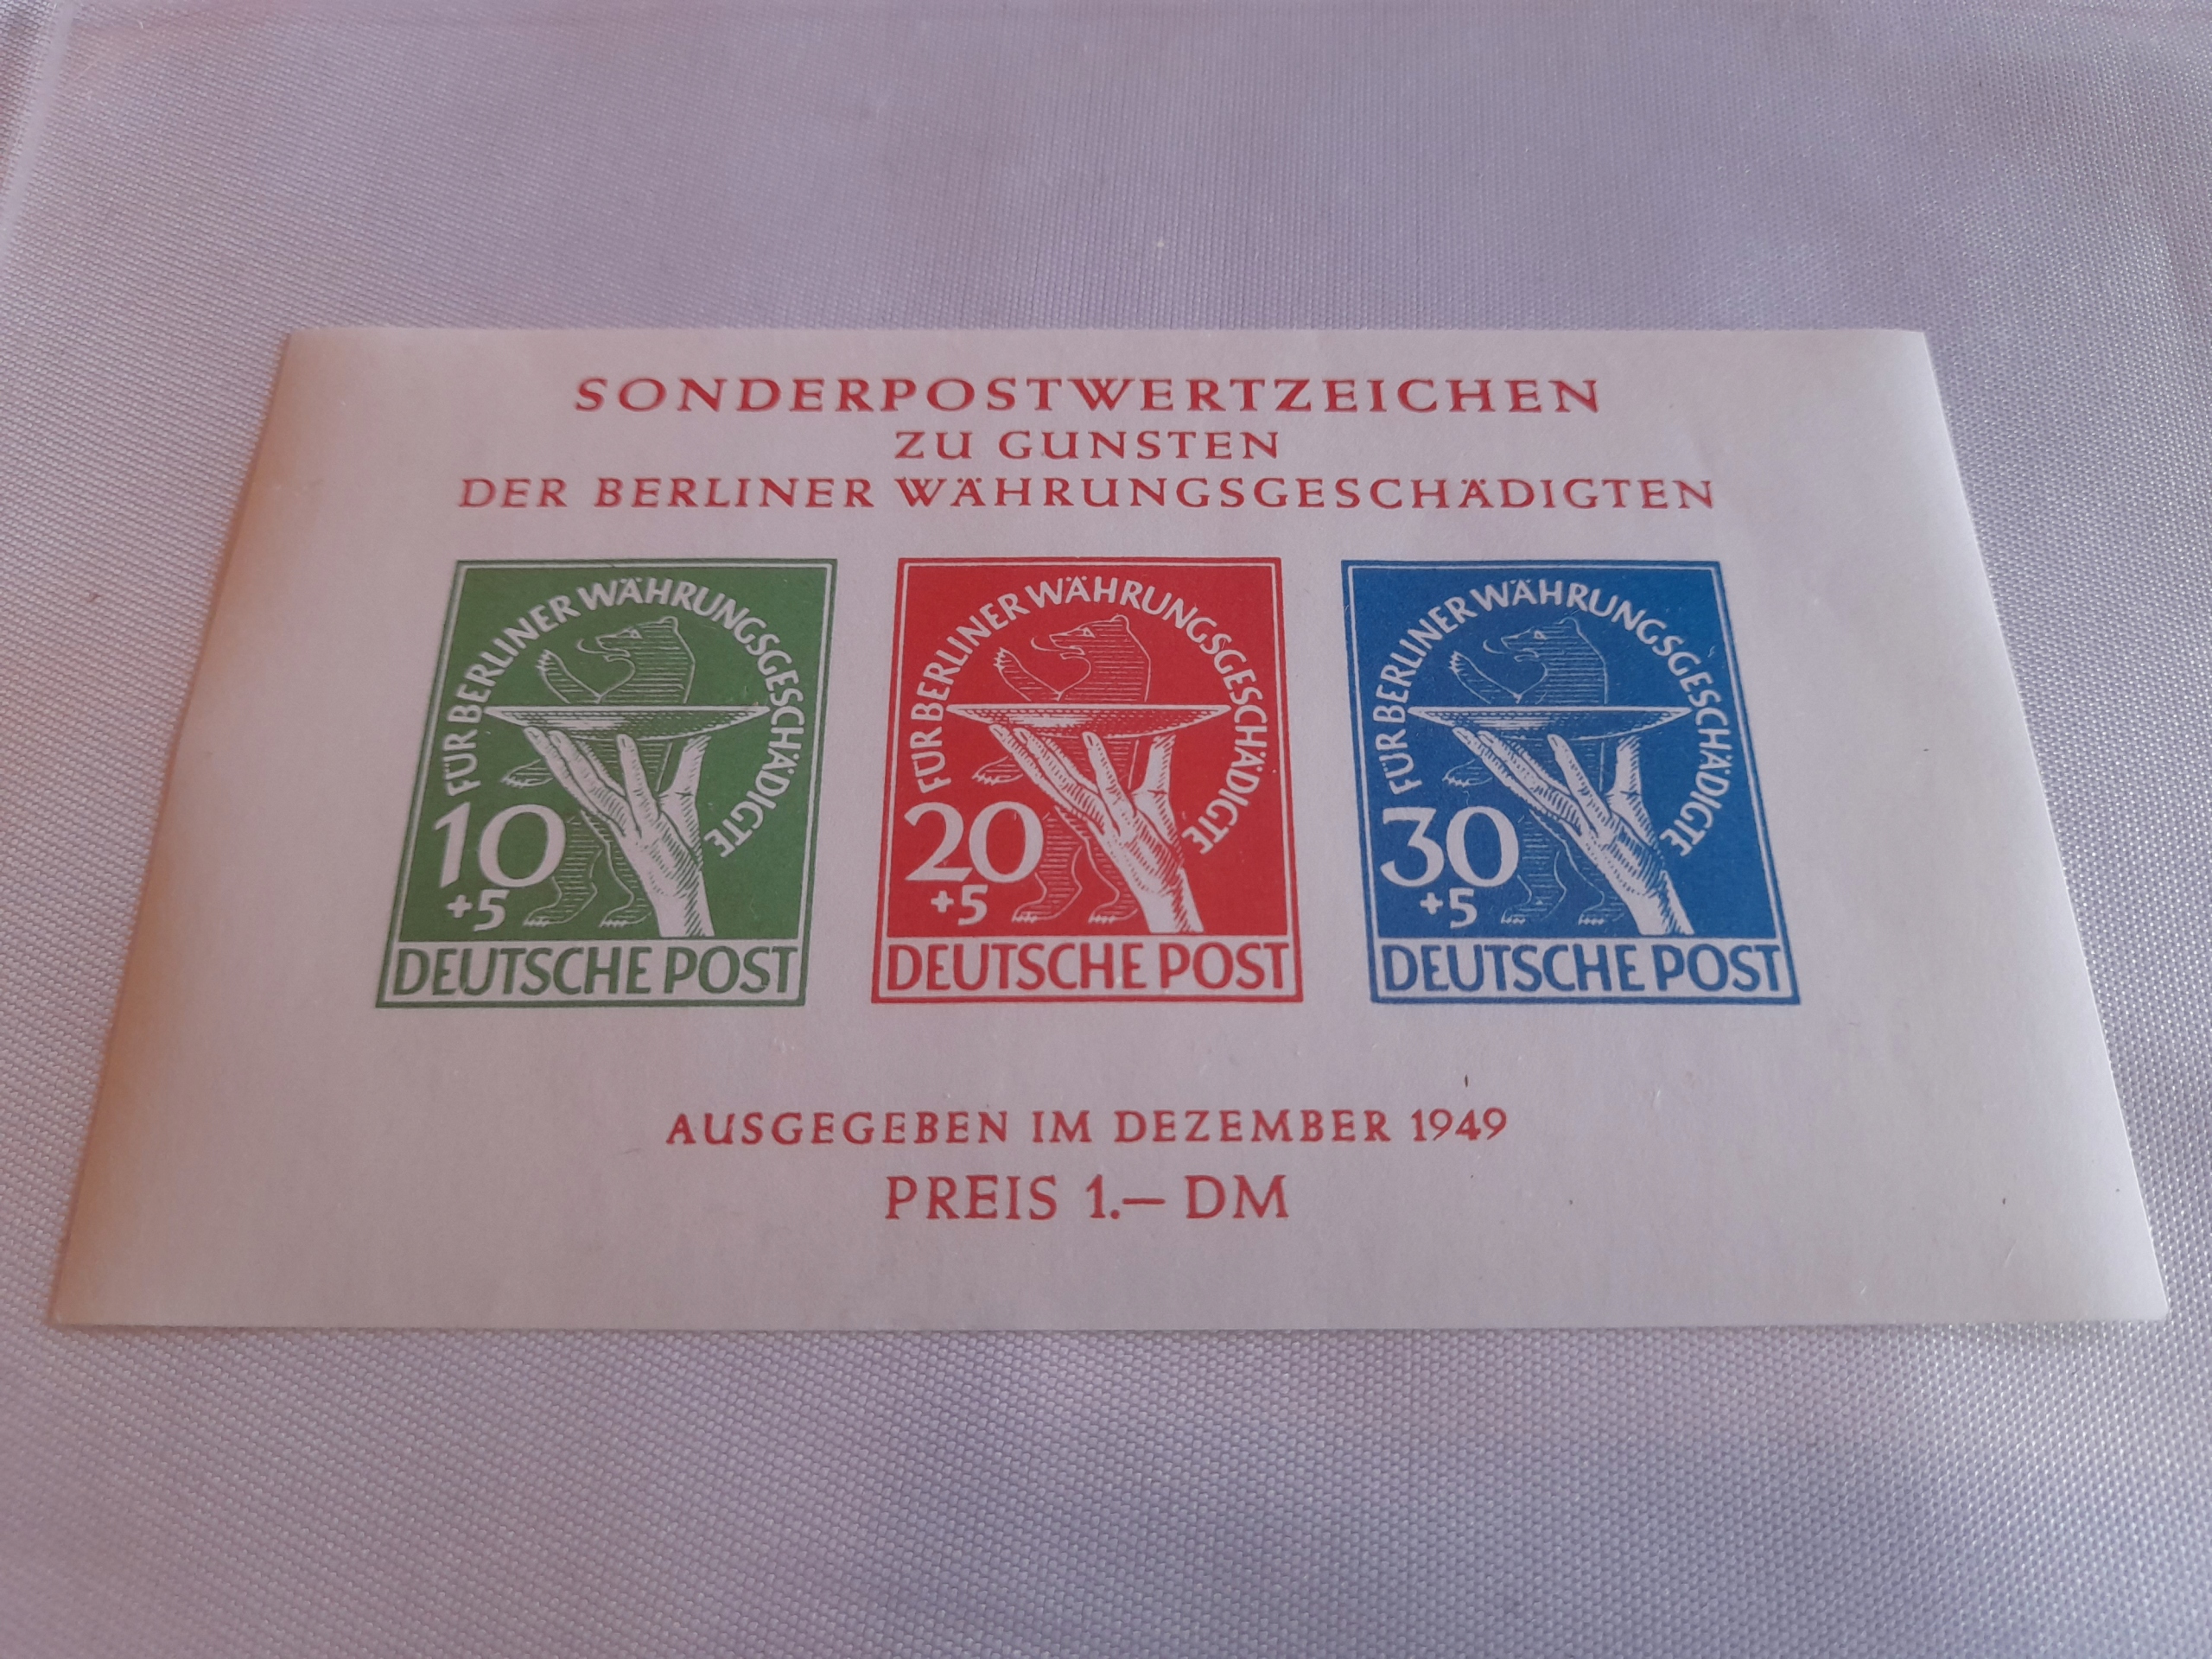 SONDERPOSTWERTZEICHEN
ZU GUNSTEN
DER BERLINER WÄHRUNGSGESCHÄDIGTEN
FÜR BERLINER WÄHRUNGSGESCHÄDIGTE
10
+5
DEUTSCHE POST
FÜR BERLINER WÄHRUNGSGESCHÄDIGTE
20
+5
DEUTSCHE POST
FÜR BERLINER WÄHRUNGSGESCHÄDIGTE
30
+5
DEUTSCHE POST
AUSGEGEBEN IM DEZEMBER 1949
PREIS 1.— DM